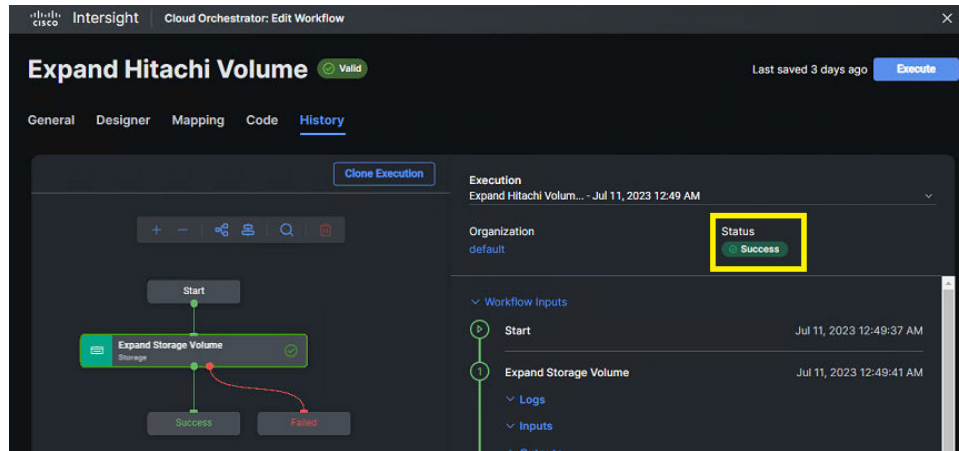 cisco Intersight Cloud Orchestrator: Edit Workflow
Expand Hitachi Volume Valid
Last saved 3 days ago Execute
General Designer Mapping Code History
Clone Execution
Start
Expand Storage Volume
Storage
Success Failed
Execution
Expand Hitachi Volum... - Jul 11, 2023 12:49 AM
Organization Status
default Success
Workflow Inputs
Start Jul 11, 2023 12:49:37 AM
1 Expand Storage Volume Jul 11, 2023 12:49:41 AM
Logs
Inputs